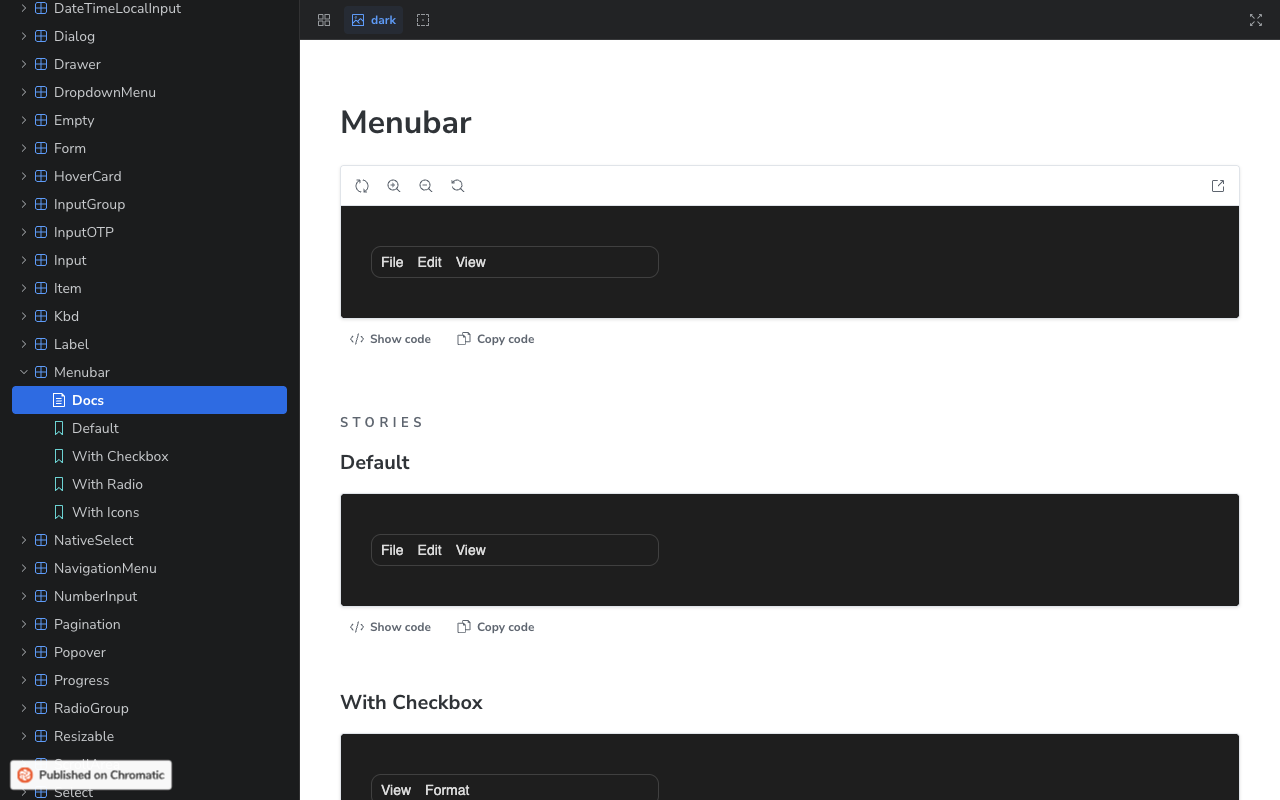 DateTimeLocalInput
Dialog
Drawer
DropdownMenu
Empty
Form
HoverCard
InputGroup
InputOTP
Input
Item
Kbd
Label
Menubar
Docs
Default
With Checkbox
With Radio
With Icons
NativeSelect
NavigationMenu
NumberInput
Pagination
Popover
Progress
RadioGroup
Resizable
Published on Chromatic
Select
dark
Menubar
File Edit View
Show code Copy code
STORIES
Default
File Edit View
Show code Copy code
With Checkbox
View Format